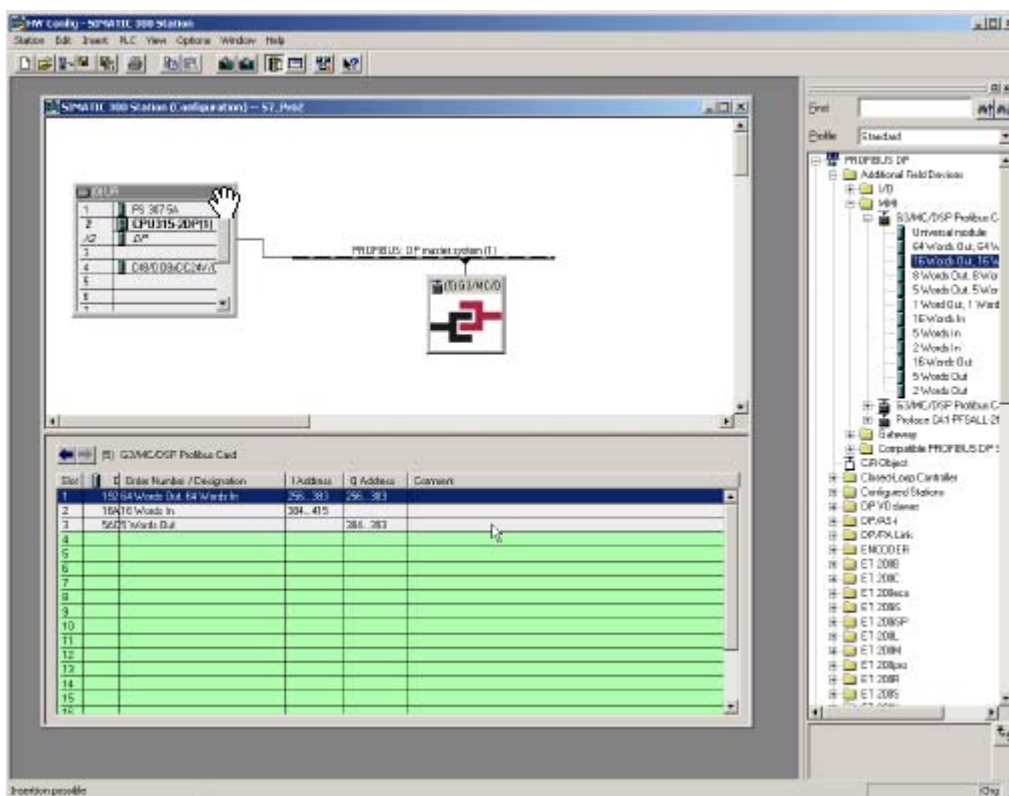 HW Config - SIMATIC 300 Station
Station Edit Insert PLC View Options Window Help
SIMATIC 300 Station (Configuration) -- S7_Pro2
(0) UR
1 PS 307 5A
2 CPU315-2DP(1)
X2 DP
3
4 DI8/DO8xDC24V/
5
6
7
PROFIBUS: DP master system (1)
(5) G3/MC/D
(5) G3/MC/DSP Profibus Card
Slot D Order Number / Designation I Address Q Address Comment
1 192 64 Words Out, 64 Words In 256...383 256...383
2 16 Words In 384...415
3 5 Words Out 384...393
4
5
6
7
8
9
10
11
12
13
14
15
16
Insertion possible
Chg
Find:
Profile: Standard
PROFIBUS DP
Additional Field Devices
I/O
MMI
G3/MC/DSP Profibus C
Universal module
64 Words Out, 64 W
16 Words Out, 16 W
8 Words Out, 8 Wor
5 Words Out, 5 Wor
1 Word Out, 1 Word
16 Words In
5 Words In
2 Words In
16 Words Out
5 Words Out
2 Words Out
G3/MC/DSP Profibus C
Gateway
Compatible PROFIBUS DP S
CiR-Object
Closed-Loop Controller
Configured Stations
DP V0 slaves
DP/AS-i
DP/PA Link
ENCODER
ET 200B
ET 200C
ET 200eco
ET 200iS
ET 200iSP
ET 200L
ET 200M
ET 200pro
ET 200R
ET 200S